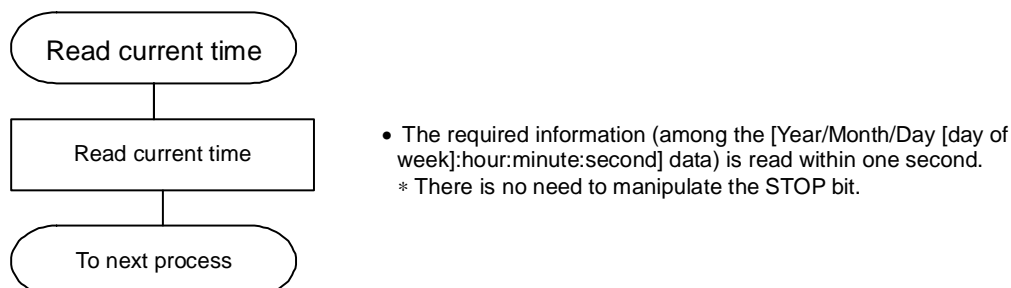 Read current time
Read current time
• The required information (among the [Year/Month/Day [day of
week]:hour:minute:second] data) is read within one second.
* There is no need to manipulate the STOP bit.
To next process